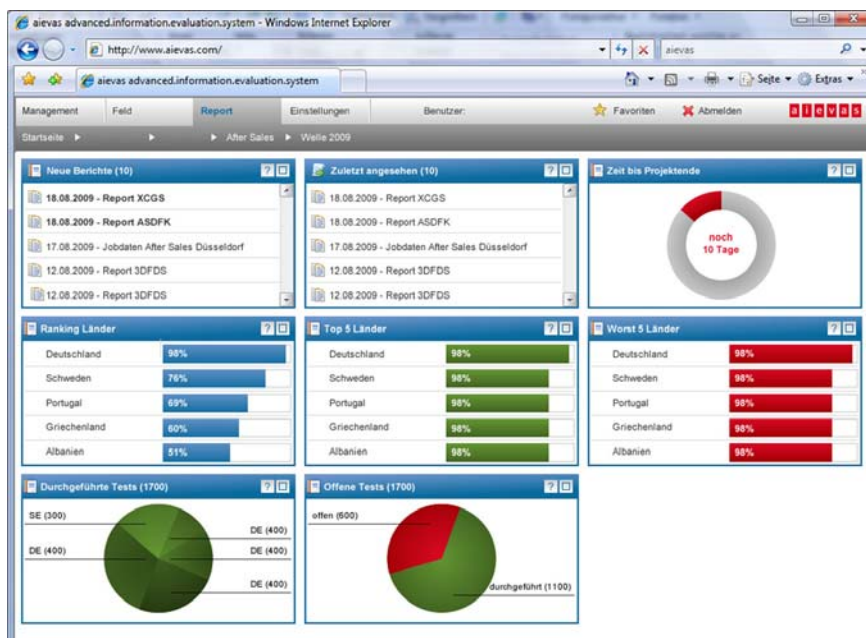 aievas advanced.information.evaluation.system - Windows Internet Explorer
http://www.aievas.com/
aievas
aievas advanced.information.evaluation.system
Seite
Extras
Management Feld Report Einstellungen Benutzer: Favoriten Abmelden aievas
Startseite After Sales Welle 2009
Neue Berichte (10) ?
18.08.2009 - Report XCGS
18.08.2009 - Report ASDFK
17.08.2009 - Jobdaten After Sales Düsseldorf
12.08.2009 - Report 3DFDS
12.08.2009 - Report 3DFDS
Zuletzt angesehen (10) ?
18.08.2009 - Report XCGS
18.08.2009 - Report ASDFK
17.08.2009 - Jobdaten After Sales Düsseldorf
12.08.2009 - Report 3DFDS
12.08.2009 - Report 3DFDS
Zeit bis Projektende ?
noch
10 Tage
Ranking Länder ?
Deutschland 98%
Schweden 76%
Portugal 69%
Griechenland 60%
Albanien 51%
Top 5 Länder ?
Deutschland 98%
Schweden 98%
Portugal 98%
Griechenland 98%
Albanien 98%
Worst 5 Länder ?
Deutschland 98%
Schweden 98%
Portugal 98%
Griechenland 98%
Albanien 98%
Durchgeführte Tests (1700) ?
SE (300)
DE (400)
DE (400)
DE (400)
DE (400)
Offene Tests (1700) ?
offen (600)
durchgeführt (1100)